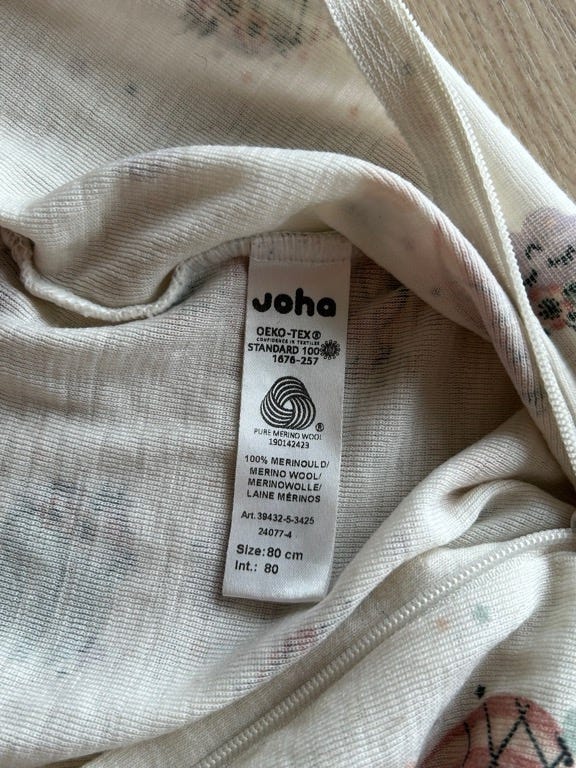 Joha
OEKO-TEX®
CONFIDENCE IN TEXTILES
STANDARD 100
1676-257
®
PURE MERINO WOOL
190142423
100% MERINOULD/
MERINO WOOL/
MERINOWOLLE/
LAINE MÉRINOS
Art.39432-5-3425
24077-4
Size:80 cm
Int.: 80